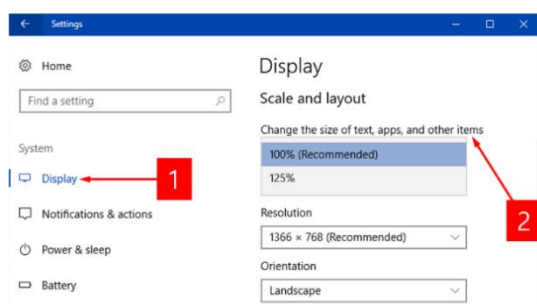 Settings
Home
Find a setting
System
Display
1
Notifications & actions
Power & sleep
Battery
Display
Scale and layout
Change the size of text, apps, and other items
100% (Recommended)
125%
2
Resolution
1366 × 768 (Recommended)
Orientation
Landscape